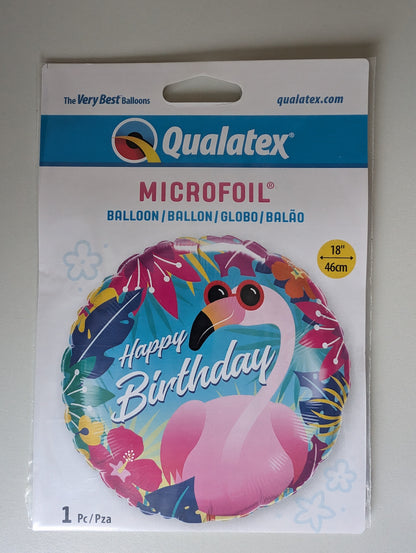 The Very Best Balloons
qualatex.com
Qualatex®
MICROFOIL®
BALLOON/BALLON/GLOBO/BALÃO
18"
46cm
Happy
Birthday
1 Pc/Pza